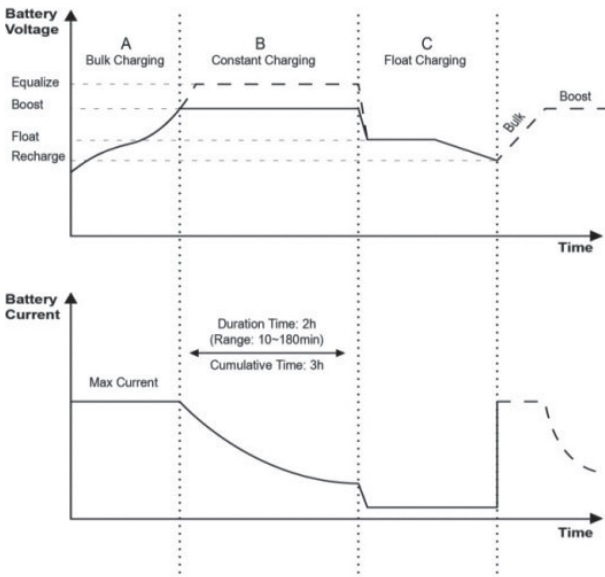 Battery
Voltage
A
Bulk Charging
B
Constant Charging
C
Float Charging
Equalize
Boost
Float
Recharge
Bulk
Boost
Time
Battery
Current
Duration Time: 2h
(Range: 10~180min)
Cumulative Time: 3h
Max Current
Time